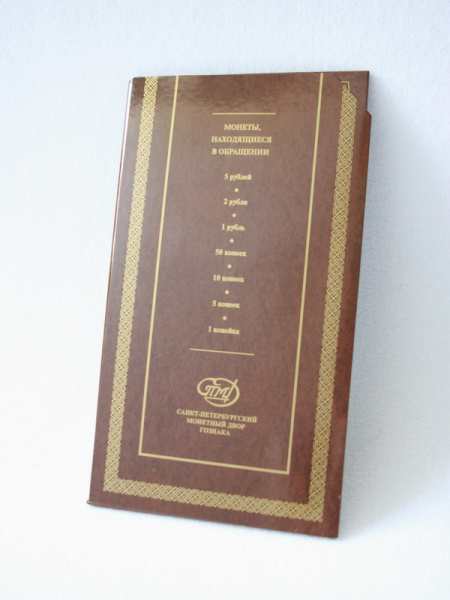 МОНЕТЫ,
НАХОДЯЩИЕСЯ
В ОБРАЩЕНИИ
5 рублей
2 рубля
1 рубль
50 копеек
10 копеек
5 копеек
1 копейка
СПМД
САНКТ-ПЕТЕРБУРГСКИЙ
МОНЕТНЫЙ ДВОР
ГОЗНАКА